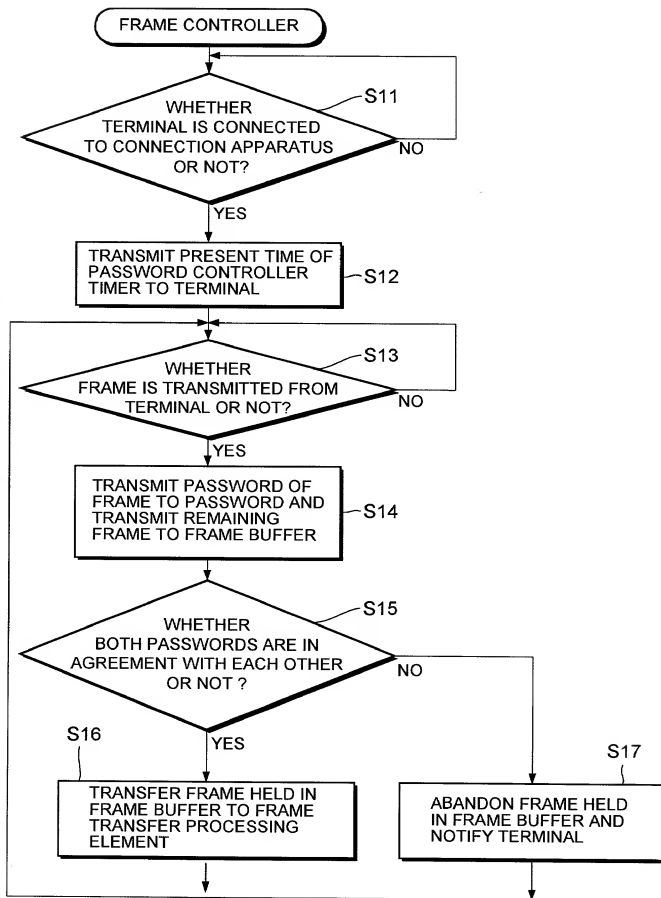 FRAME CONTROLLER
S11
WHETHER
TERMINAL IS CONNECTED
TO CONNECTION APPARATUS
OR NOT?
NO
YES
TRANSMIT PRESENT TIME OF
PASSWORD CONTROLLER
TIMER TO TERMINAL
S12
S13
WHETHER
FRAME IS TRANSMITTED FROM
TERMINAL OR NOT?
NO
YES
TRANSMIT PASSWORD OF
FRAME TO PASSWORD AND
TRANSMIT REMAINING
FRAME TO FRAME BUFFER
S14
S15
WHETHER
BOTH PASSWORDS ARE IN
AGREEMENT WITH EACH OTHER
OR NOT ?
NO
YES
S16
TRANSFER FRAME HELD IN
FRAME BUFFER TO FRAME
TRANSFER PROCESSING
ELEMENT
S17
ABANDON FRAME HELD
IN FRAME BUFFER AND
NOTIFY TERMINAL